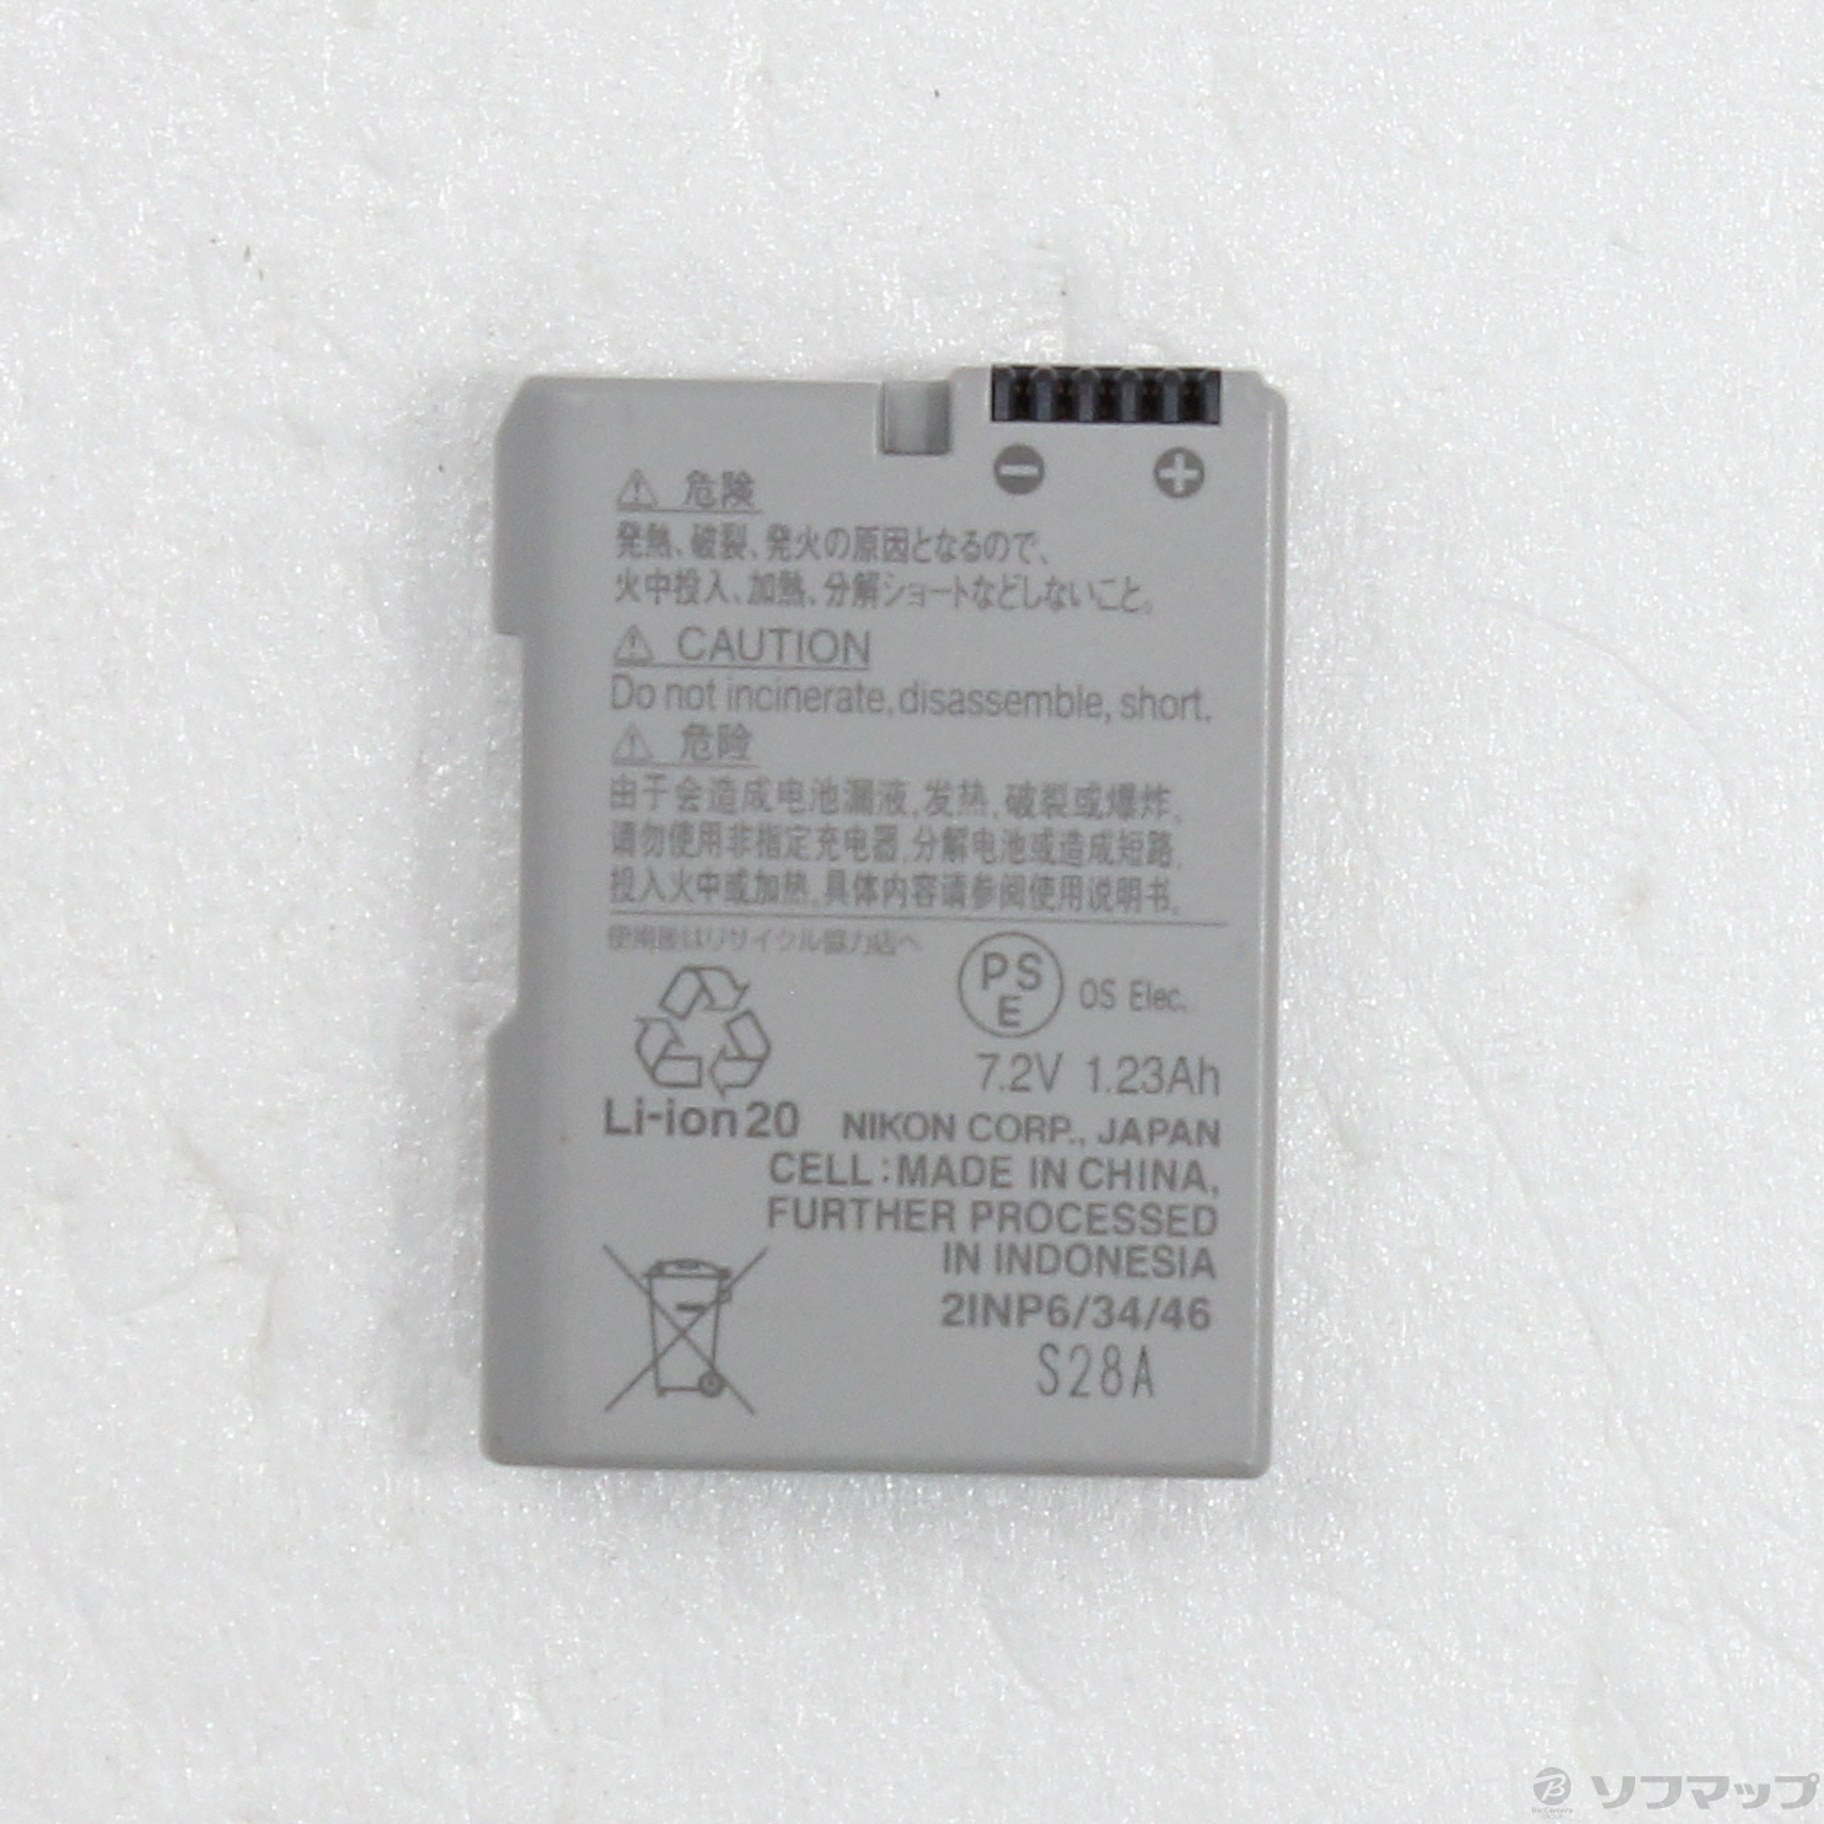 ⚠ 危険
発熱、破裂、発火の原因となるので、
火中投入、加熱、分解ショートなどしないこと。
⚠ CAUTION
Do not incinerate, disassemble, short.
⚠ 危险
由于会造成电池漏液,发热,破裂或爆炸。
请勿使用非指定充电器,分解电池或造成短路,
投入火中或加热,具体内容请参阅使用说明书。
使用後はリサイクル協力店へ
PSE OS Elec.
7.2V 1.23Ah
Li-ion20 NIKON CORP., JAPAN
CELL:MADE IN CHINA,
FURTHER PROCESSED
IN INDONESIA
2INP6/34/46
S28A
ソフマップ